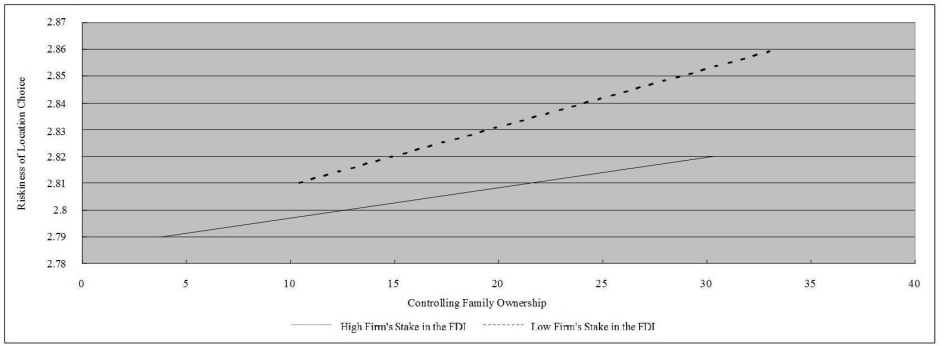 2.87
2.86
2.85
2.84
2.83
2.82
2.81
2.8
2.79
2.78
Riskiness of Location Choice
0 5 10 15 20 25 30 35 40
Controlling Family Ownership
High Firm's Stake in the FDI Low Firm's Stake in the FDI